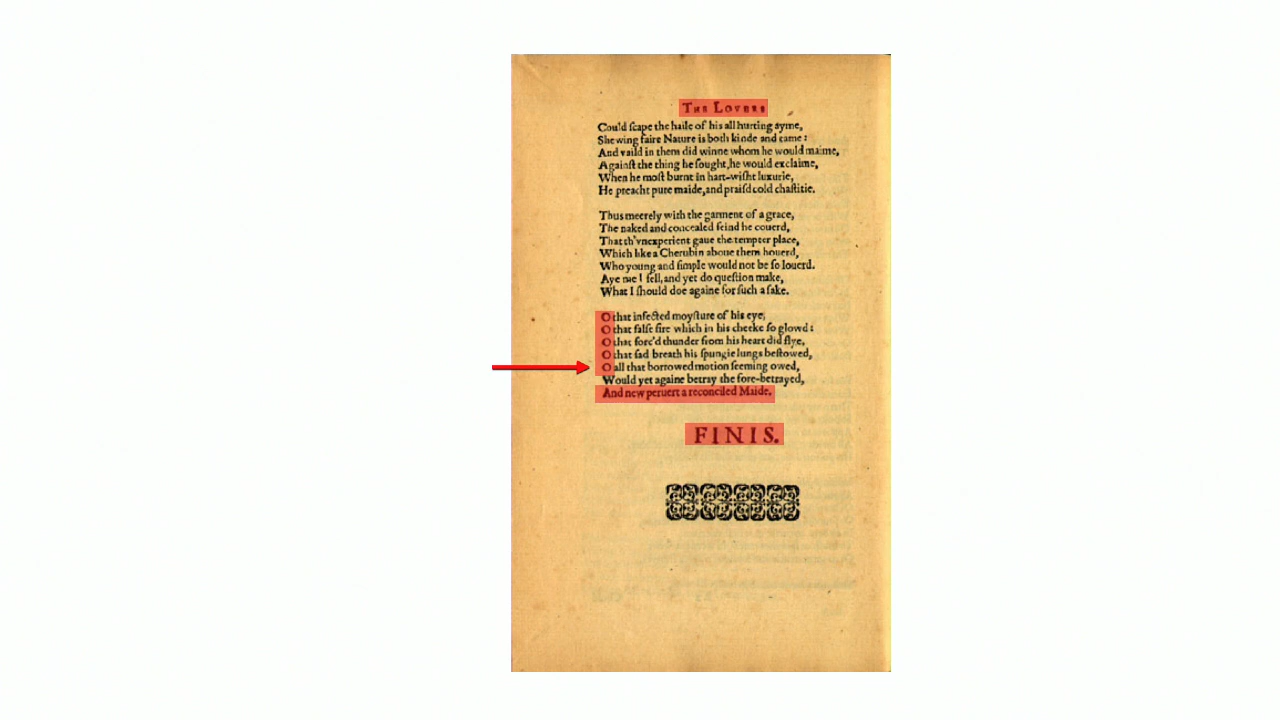 THE LOVERS
Could ſcape the haile of his all hurting ayme,
Shewing faire Nature is both kinde and tame:
And vaild in them did winne whom he would maime,
Againſt the thing he ſought, he would exclaime,
When he moſt burnt in hart-wiſht luxurie,
He preacht pure maide, and praiſd cold chaſtitie.
Thus meerely with the garment of a grace,
The naked and concealed feind he couerd,
That th'vnexperient gaue the tempter place,
Which like a Cherubin aboue them houerd,
Who young and ſimple would not be ſo louerd.
Aye me I fell, and yet do queſtion make,
What I ſhould doe againe for ſuch a ſake.
O that infected moyſture of his eye,
O that falſe fire which in his cheeke ſo glowd:
O that forc'd thunder from his heart did flye,
O that ſad breath his ſpungie lungs beſtowed,
O all that borrowed motion ſeeming owed,
Would yet againe betray the fore-betrayed,
And new peruert a reconciled Maide.
FINIS.